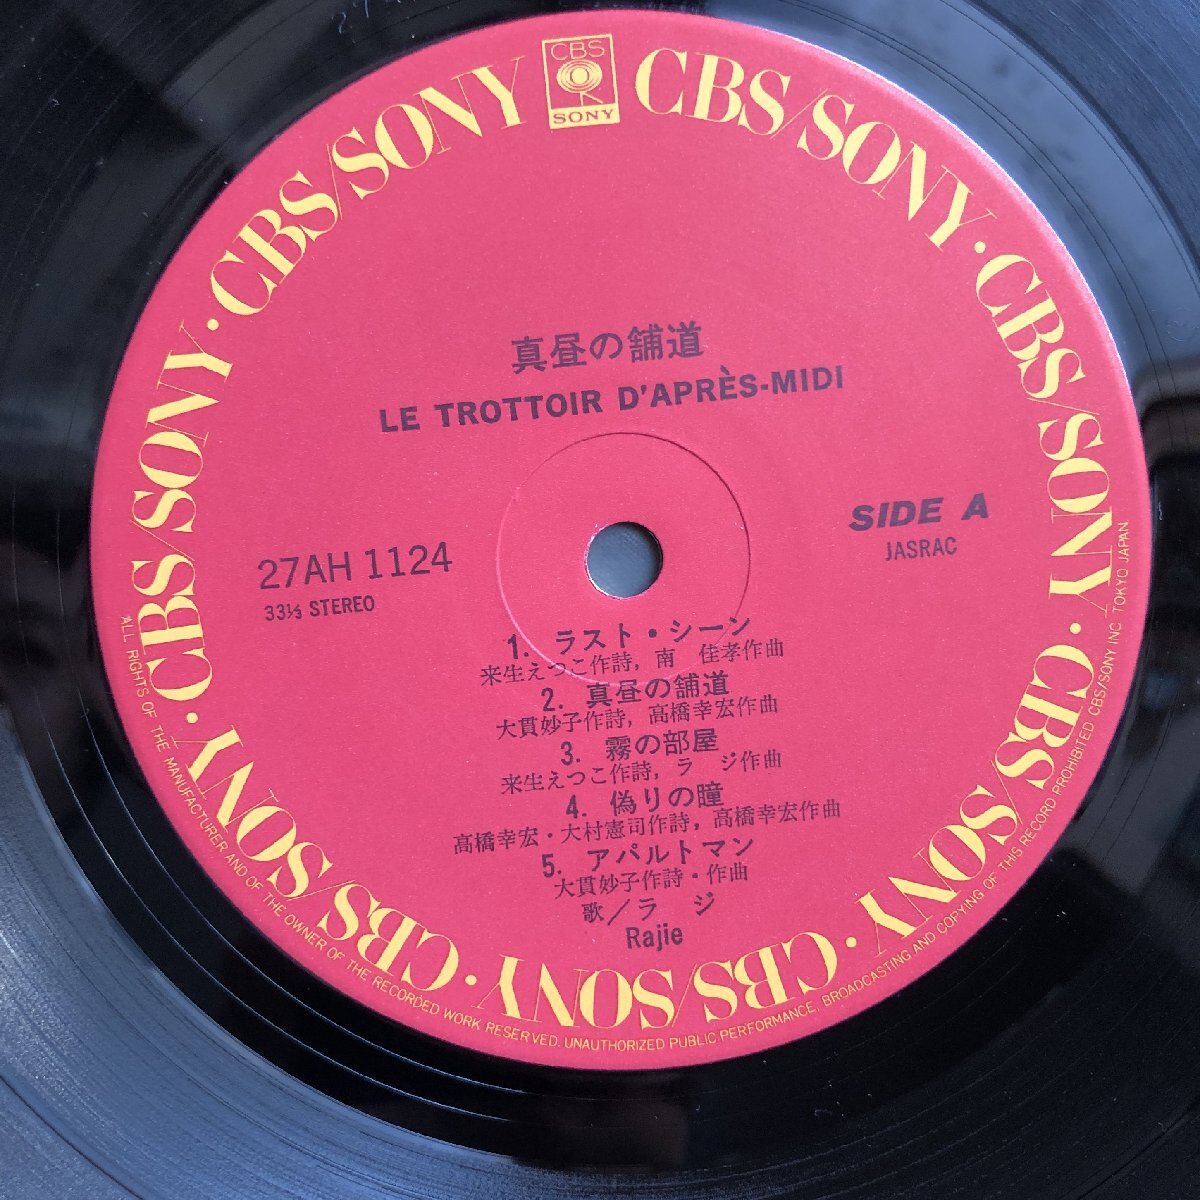 CBS
SONY
CBS/SONY · CBS/SONY · CBS/SONY · CBS/SONY · CBS/SONY · CBS/SONY · CBS/SONY · CBS/SONY
真昼の舗道
LE TROTTOIR D'APRÈS-MIDI
SIDE A
JASRAC
27AH 1124
33⅓ STEREO
1. ラスト・シーン
来生えつこ作詩，南　佳孝作曲
2. 真昼の舗道
大貫妙子作詩，高橋幸宏作曲
3. 霧の部屋
来生えつこ作詩，ラ　ジ作曲
4. 偽りの瞳
高橋幸宏・大村憲司作詩，高橋幸宏作曲
5. アパルトマン
大貫妙子作詩・作曲
歌／ラ　ジ
Rajie
ALL RIGHTS OF THE MANUFACTURER AND OF THE OWNER OF THE RECORDED WORK RESERVED. UNAUTHORIZED PUBLIC PERFORMANCE, BROADCASTING AND COPYING OF THIS RECORD PROHIBITED CBS/SONY INC. TOKYO JAPAN.